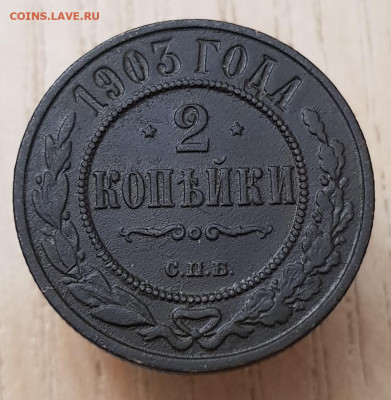 COINS.LAVE.RU
1903 ГОДА
2
КОПѢЙКИ
С.П.Б.